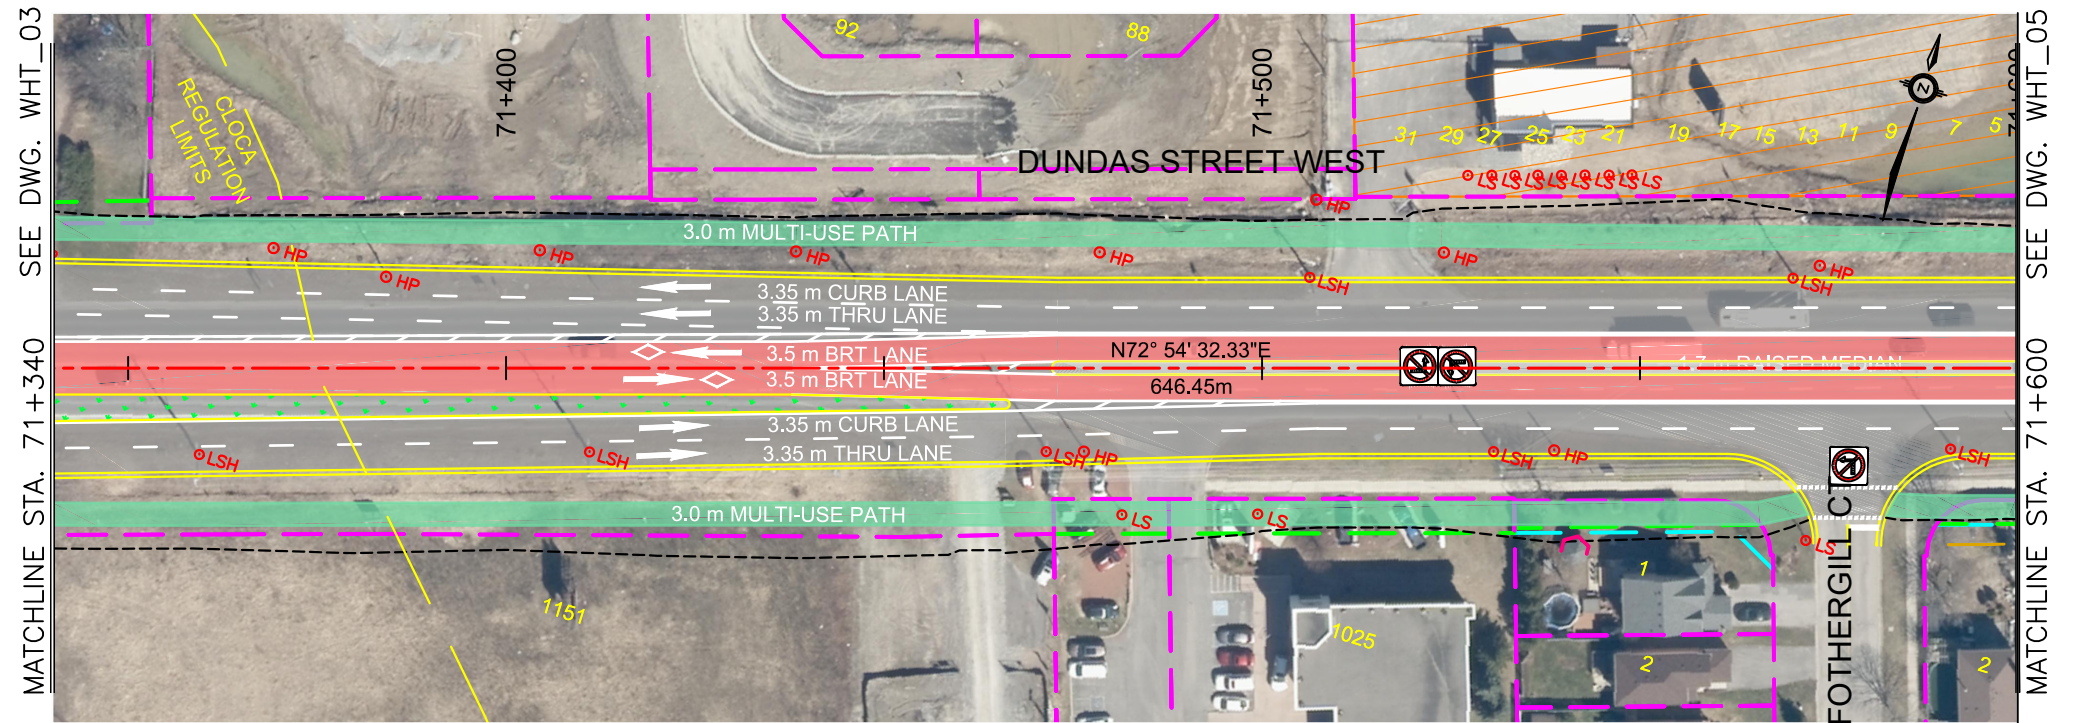 SEE DWG. WHT_03
MATCHLINE STA. 71+340
SEE DWG. WHT_05
MATCHLINE STA. 71+600
92
88
CLOCA
REGULATION
LIMITS
71+400
71+500
71+600
DUNDAS STREET WEST
31 29 27 25 23 21 19 17 15 13 11 9 7 5
LS LS LS LS LS LS LS LS
HP
N
3.0 m MULTI-USE PATH
HP HP HP HP HP HP HP
LSH LSH
3.35 m CURB LANE
3.35 m THRU LANE
3.5 m BRT LANE
3.5 m BRT LANE
N72° 54' 32.33"E
646.45m
1.7 m RAISED MEDIAN
3.35 m CURB LANE
3.35 m THRU LANE
LSH LSH LSH HP LSH HP LSH
3.0 m MULTI-USE PATH
LS LS LS
1151
1025
1
2
2
FOTHERGILL CT